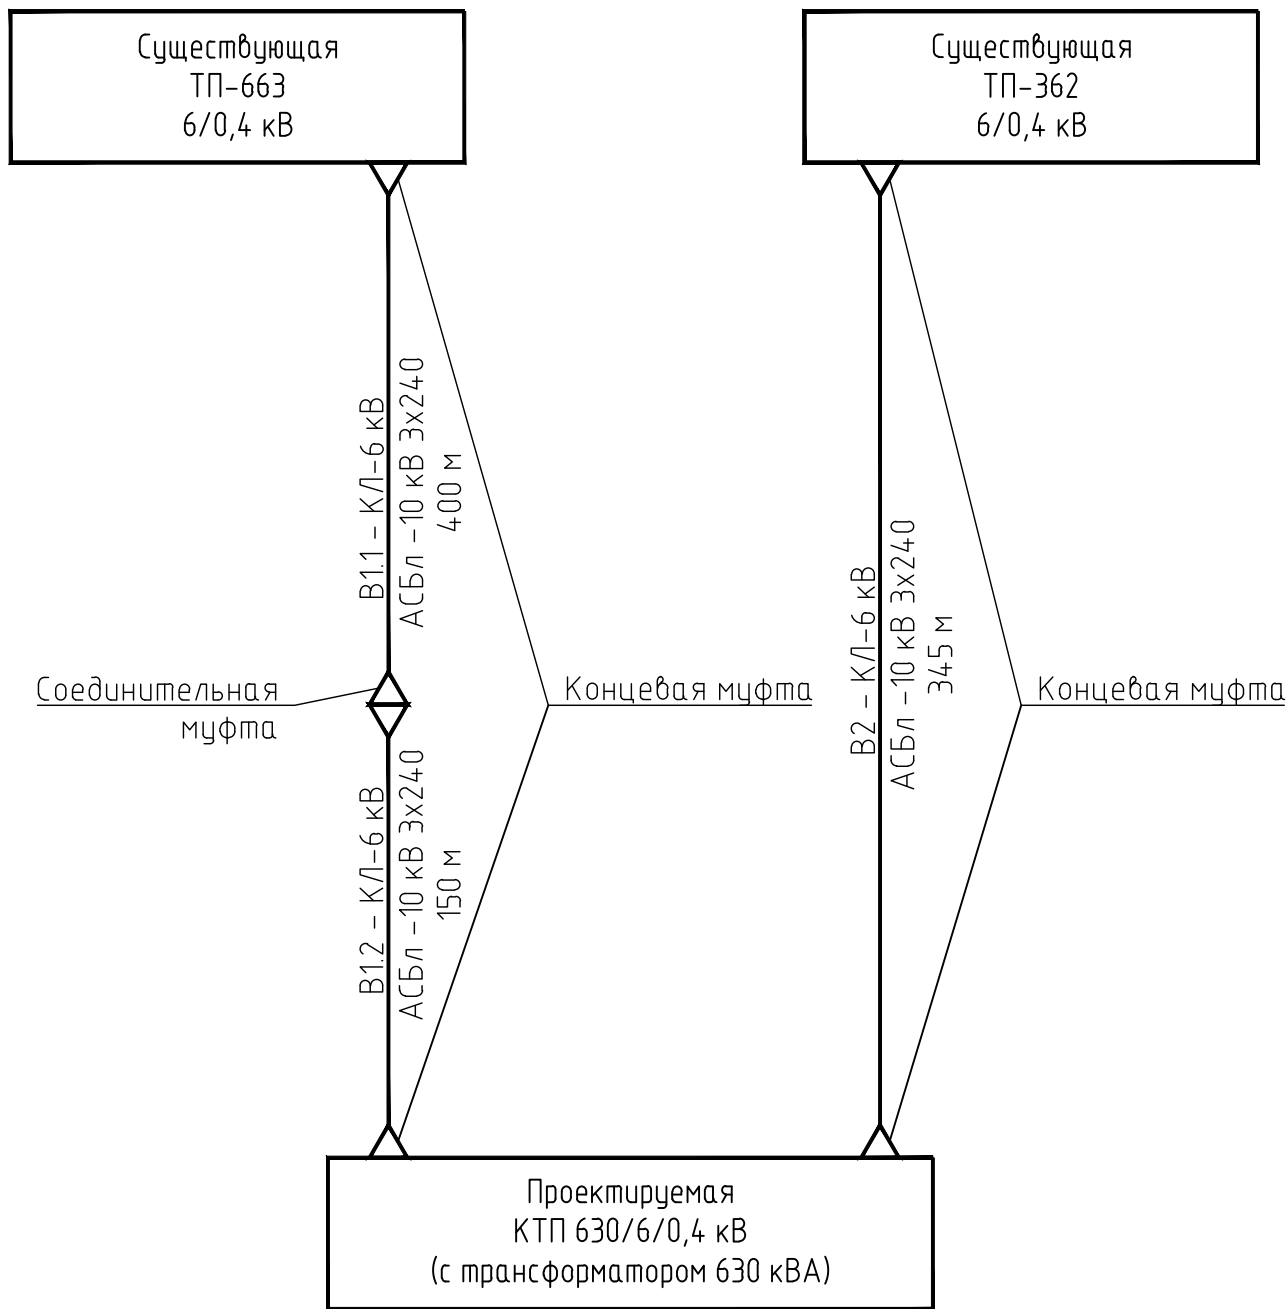 Существующая
ТП-663
6/0,4 кВ
Существующая
ТП-362
6/0,4 кВ
В1.1 - КЛ-6 кВ
АСБл -10 кВ 3х240
400 м
Соединительная
муфта
Концевая муфта
В2 - КЛ-6 кВ
АСБл -10 кВ 3х240
345 м
Концевая муфта
В1.2 - КЛ-6 кВ
АСБл -10 кВ 3х240
150 м
Проектируемая
КТП 630/6/0,4 кВ
(с трансформатором 630 кВА)